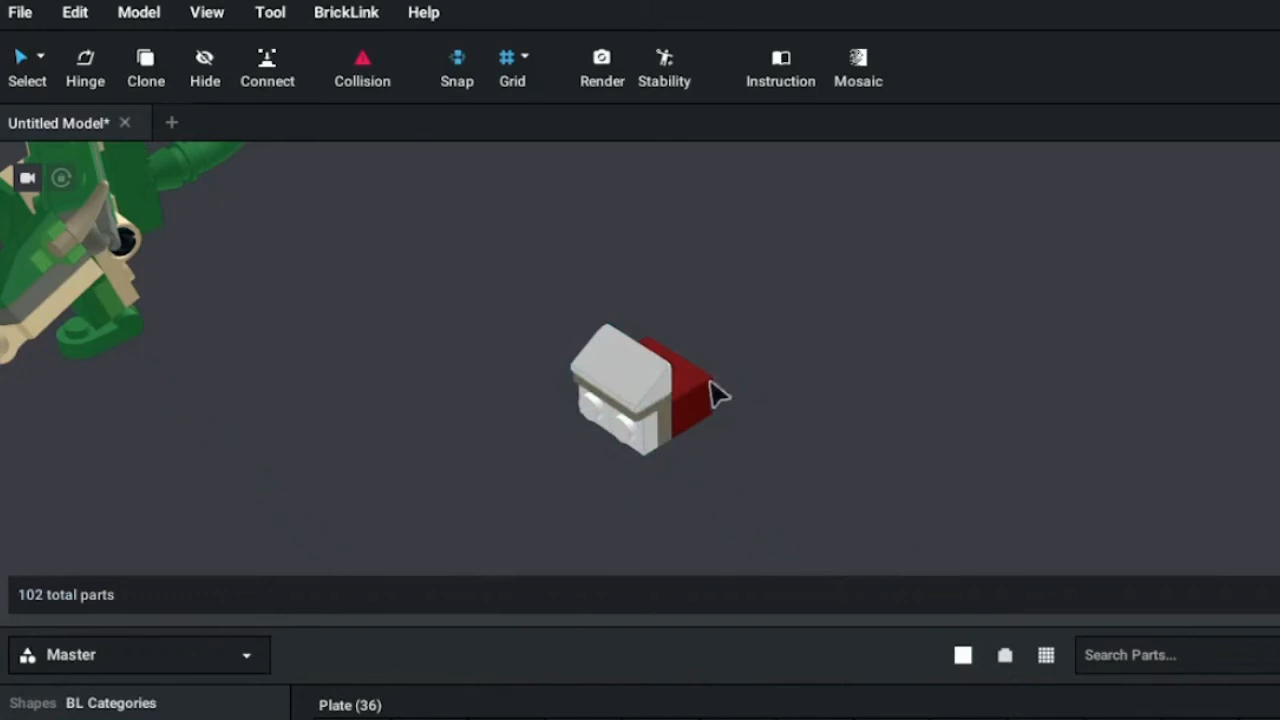 File Edit Model View Tool BrickLink Help
Select Hinge Clone Hide Connect Collision Snap Grid Render Stability Instruction Mosaic
Untitled Model*
102 total parts
Master
Search Parts...
Shapes BL Categories
Plate (36)